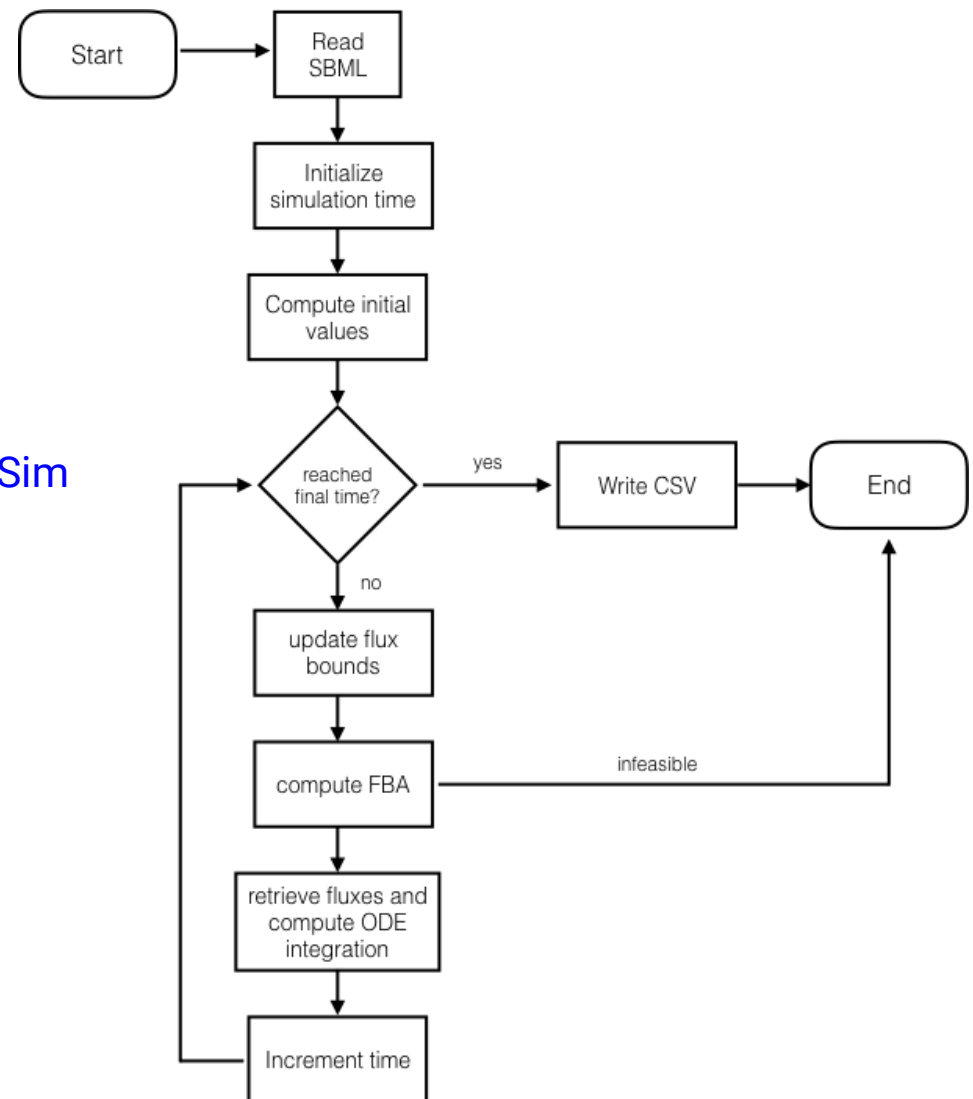 Start
Read
SBML
Initialize
simulation time
Compute initial
values
Sim
reached
final time?
yes
Write CSV
End
no
update flux
bounds
compute FBA
infeasible
retrieve fluxes and
compute ODE
integration
Increment time